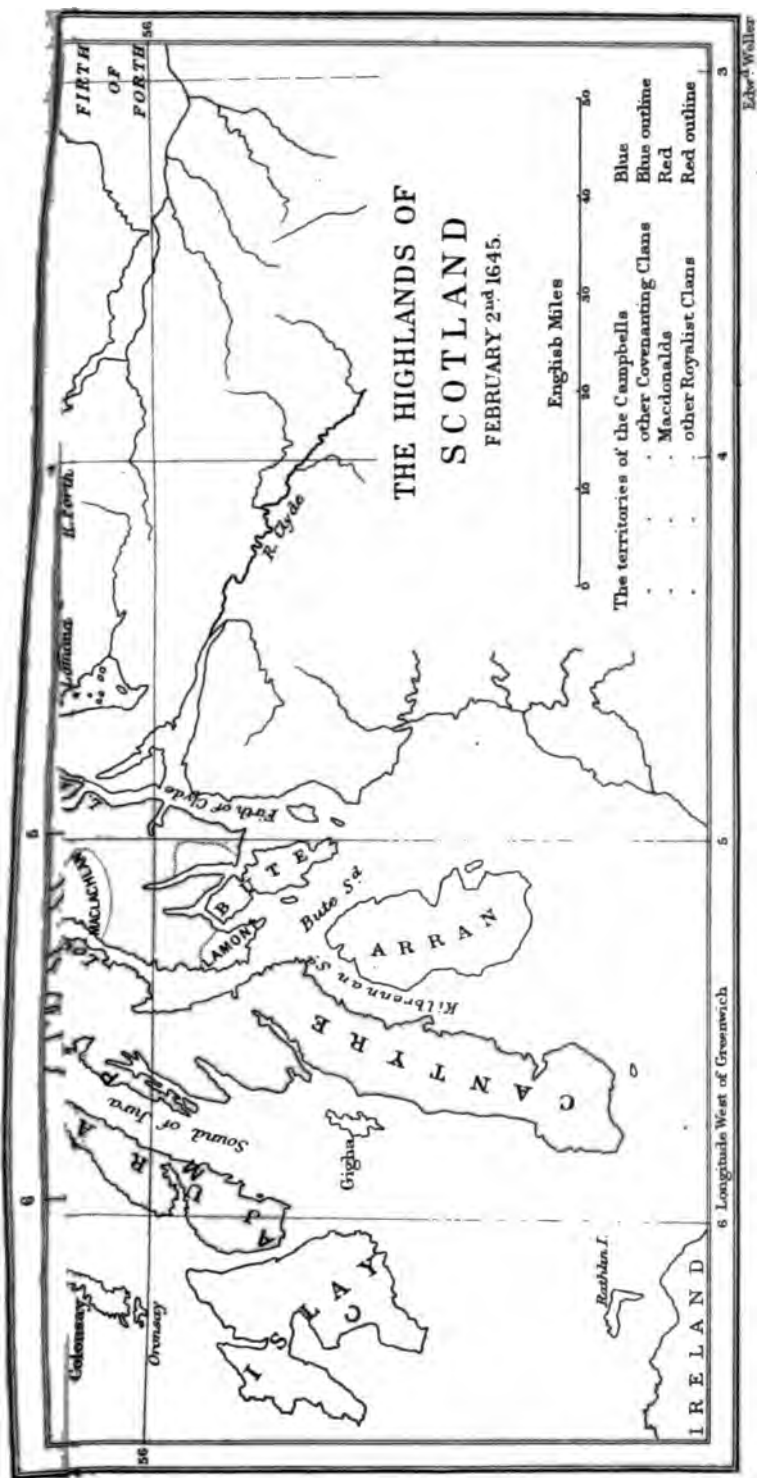 6
5
Colonsay
Oronsay
56
A
R
U
M
J
A
Sound of Jura
P
MACLACHLAN
L.
Lomond
R. Forth
FIRTH
OF
FORTH
56
I
S
L
A
Y
C
Gigha
CANTYRE
Kilbrennan Sd.
LAMONT
B
T
E
Bute Sd.
ARRAN
Firth of Clyde
R. Clyde
THE HIGHLANDS OF
SCOTLAND
FEBRUARY 2nd 1645.
English Miles
0 10 20 30 40 50
The territories of the Campbells Blue
. . . other Covenanting Clans Blue outline
. . . Macdonalds Red
. . . other Royalist Clans Red outline
Rathlin I.
IRELAND
6 Longitude West of Greenwich 5 4 3
Edwd. Weller